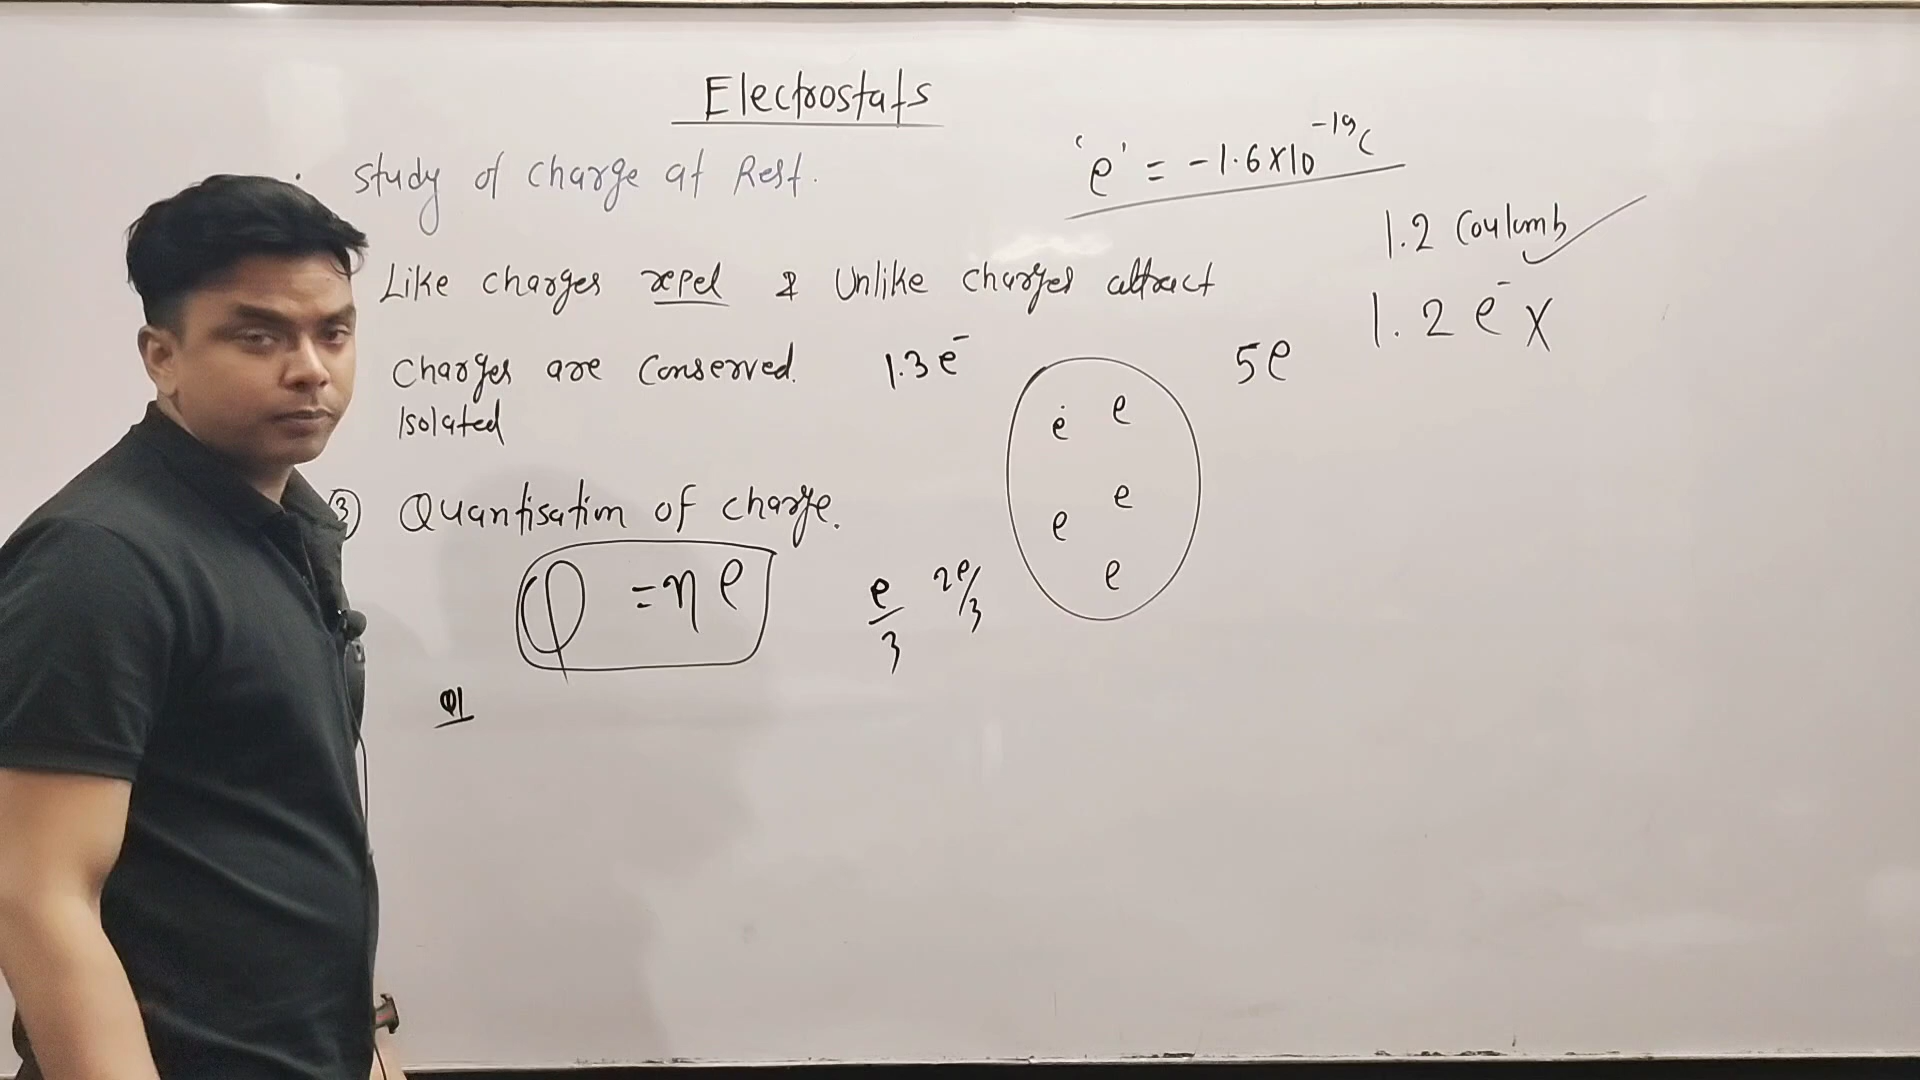 Electrostats
study of charge at Rest.
'e' = -1.6x10^-19 C
1.2 Coulomb
Like charges repel & Unlike charges attract
1.2 e^- X
Charges are Conserved. 1.3 e^- 5e
Isolated
e e
e e
e
③ Quantisation of charge.
Q = ne
e/3 2e/3
Q1